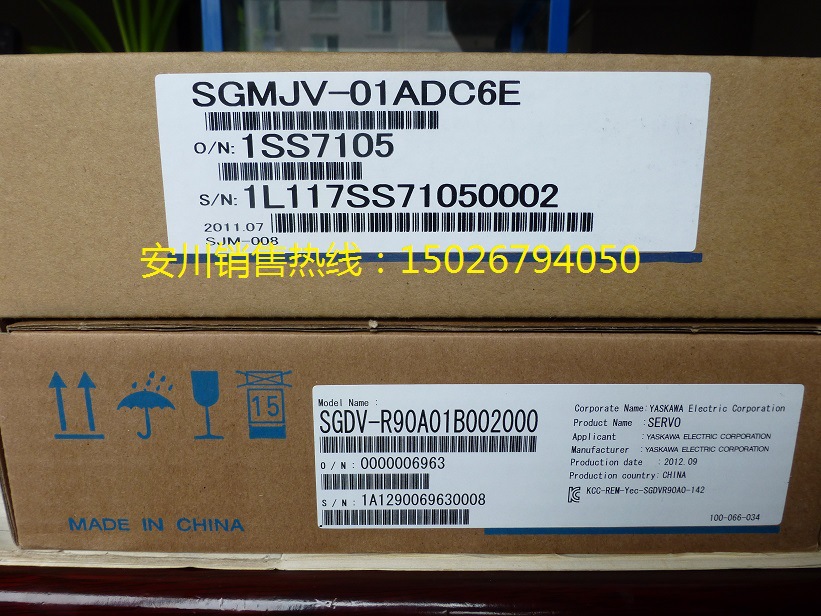 SGMJV-01ADC6E
O/N: 1SS7105
S/N: 1L117SS71050002
2011.07
SJM-008
安川销售热线：15026794050
15
Model Name :
SGDV-R90A01B002000
O / N : 0000006963
S / N : 1A1290069630008
Corporate Name: YASKAWA Electric Corporation
Product Name : SERVO
Applicant : YASKAWA ELECTRIC CORPORATION
Manufacturer : YASKAWA ELECTRIC CORPORATION
Production date : 2012.09
Production country: CHINA
KCC-REM-Yec-SGDVR90A0-142
100-066-034
MADE IN CHINA